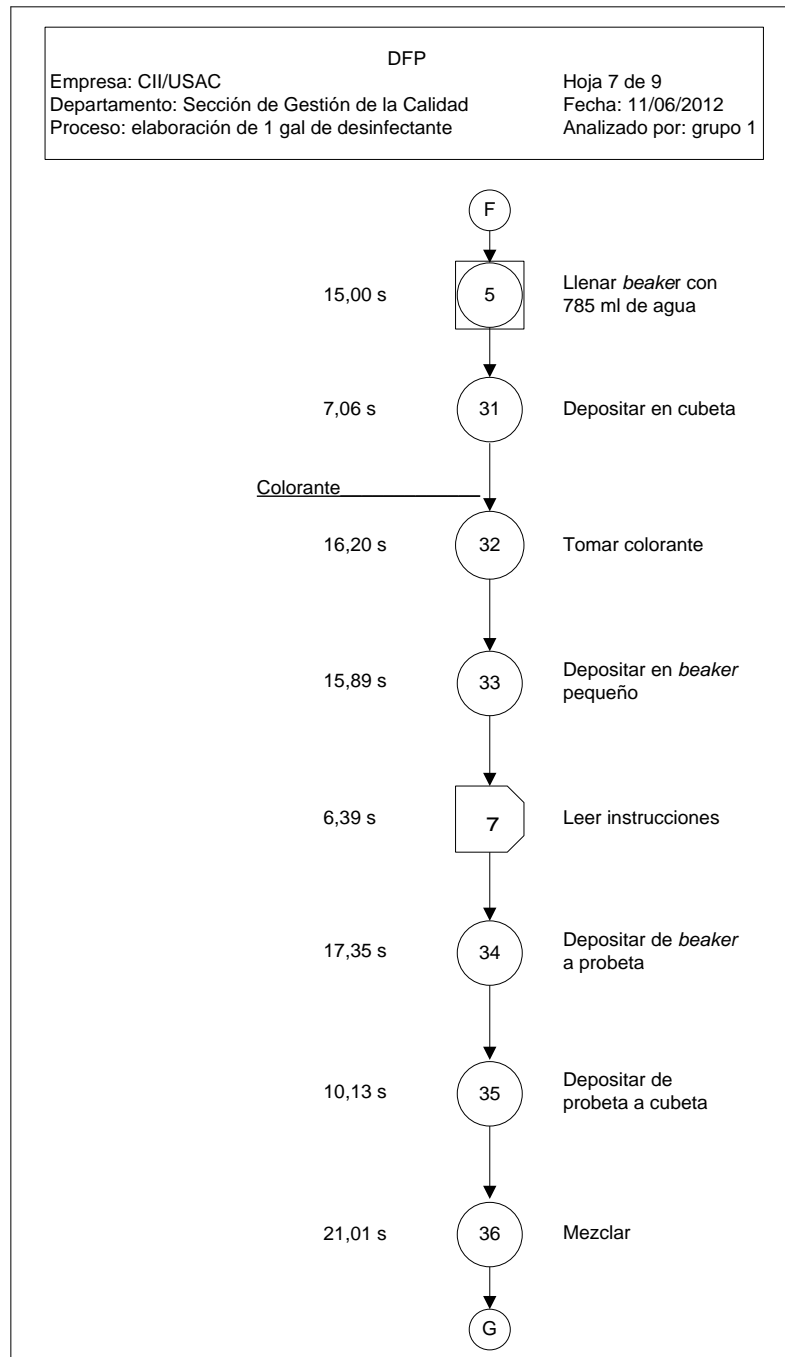 DFP
Empresa: CII/USAC Hoja 7 de 9
Departamento: Sección de Gestión de la Calidad Fecha: 11/06/2012
Proceso: elaboración de 1 gal de desinfectante Analizado por: grupo 1
F
15,00 s 5 Llenar beaker con
785 ml de agua
7,06 s 31 Depositar en cubeta
Colorante
16,20 s 32 Tomar colorante
15,89 s 33 Depositar en beaker
pequeño
6,39 s 7 Leer instrucciones
17,35 s 34 Depositar de beaker
a probeta
10,13 s 35 Depositar de
probeta a cubeta
21,01 s 36 Mezclar
G